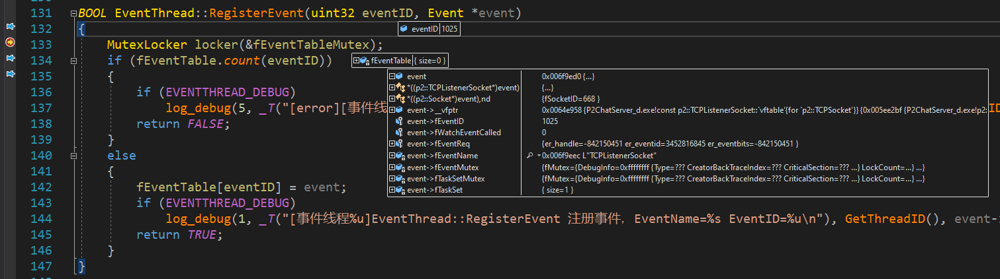 131 BOOL EventThread::RegisterEvent(uint32 eventID, Event *event)
132 {
eventID 1025
133 MutexLocker locker(&fEventTableMutex);
134 if (fEventTable.count(eventID))
fEventTable { size=0 }
135 {
136 if (EVENTTHREAD_DEBUG)
137 log_debug(5, _T("[error][事件线
138 return FALSE;
139 }
140 else
141 {
142 fEventTable[eventID] = event;
143 if (EVENTTHREAD_DEBUG)
144 log_debug(1, _T("[事件线程%u]EventThread::RegisterEvent 注册事件，EventName=%s EventID=%u\n"), GetThreadID(), event-
145 return TRUE;
146 }
147 }
event 0x006f9ed0 {...}
*((p2::TCPListenerSocket*)event) {...}
*((p2::Socket*)event),nd {fSocketID=668 }
event->__vfptr 0x0064e958 {P2ChatServer_d.exe!const p2::TCPListenerSocket::`vftable'{for `p2::TCPSocket'}} {0x005ee2bf {P2ChatServer_d.exe!p2:
ID
event->fEventID 1025
event->fWatchEventCalled 0
event->fEventReq {er_handle=-842150451 er_eventid=3452816845 er_eventbits=-842150451 }
event->fEventName 0x006f9eec L"TCPListenerSocket"
event->fEventMutex {fMutex={DebugInfo=0xffffffff {Type=??? CreatorBackTraceIndex=??? CriticalSection=??? ...} LockCount=...} ...}
event->fTaskSetMutex {fMutex={DebugInfo=0xffffffff {Type=??? CreatorBackTraceIndex=??? CriticalSection=??? ...} LockCount=...} ...}
event->fTaskSet { size=1 }